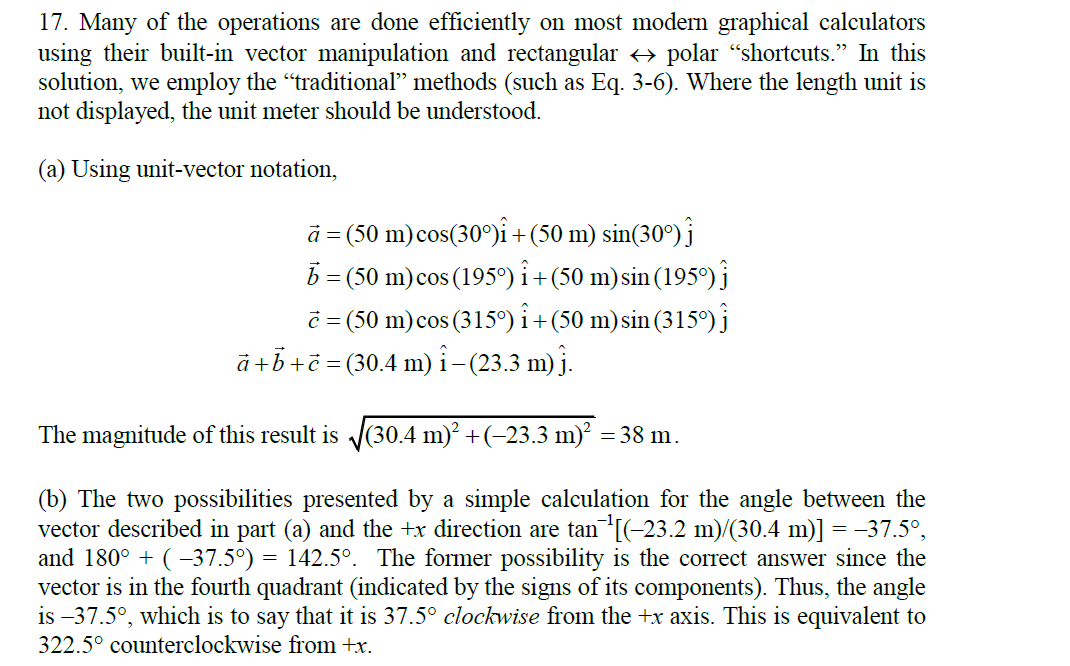 17. Many of the operations are done efficiently on most modern graphical calculators
using their built-in vector manipulation and rectangular ↔ polar “shortcuts.” In this
solution, we employ the “traditional” methods (such as Eq. 3-6). Where the length unit is
not displayed, the unit meter should be understood.
(a) Using unit-vector notation,
a⃗ = (50 m)cos(30°)î + (50 m) sin(30°) ĵ
b⃗ = (50 m)cos (195°) î + (50 m)sin (195°) ĵ
c⃗ = (50 m)cos (315°) î + (50 m)sin (315°) ĵ
a⃗ + b⃗ + c⃗ = (30.4 m) î − (23.3 m) ĵ.
The magnitude of this result is √((30.4 m)² + (−23.3 m)²) = 38 m.
(b) The two possibilities presented by a simple calculation for the angle between the
vector described in part (a) and the +x direction are tan⁻¹[(–23.2 m)/(30.4 m)] = –37.5°,
and 180° + ( –37.5°) = 142.5°. The former possibility is the correct answer since the
vector is in the fourth quadrant (indicated by the signs of its components). Thus, the angle
is –37.5°, which is to say that it is 37.5° clockwise from the +x axis. This is equivalent to
322.5° counterclockwise from +x.